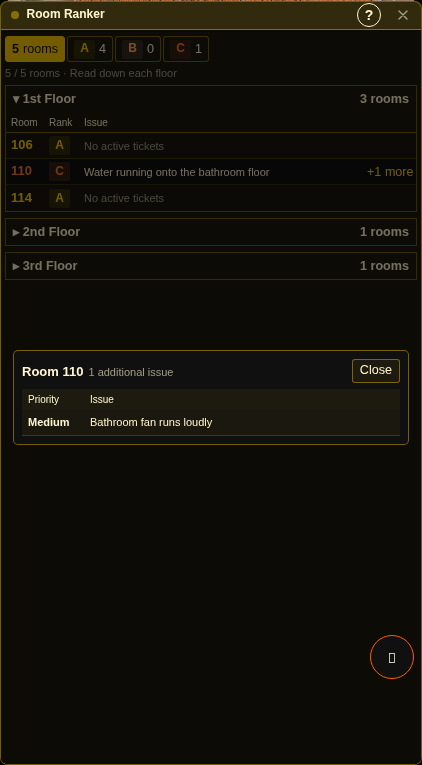 Room Ranker ? ×
5 rooms A 4 B 0 C 1
5 / 5 rooms · Read down each floor
▾ 1st Floor 3 rooms
Room Rank Issue
106 A No active tickets
110 C Water running onto the bathroom floor +1 more
114 A No active tickets
▸ 2nd Floor 1 rooms
▸ 3rd Floor 1 rooms
Room 110 1 additional issue Close
Priority Issue
Medium Bathroom fan runs loudly